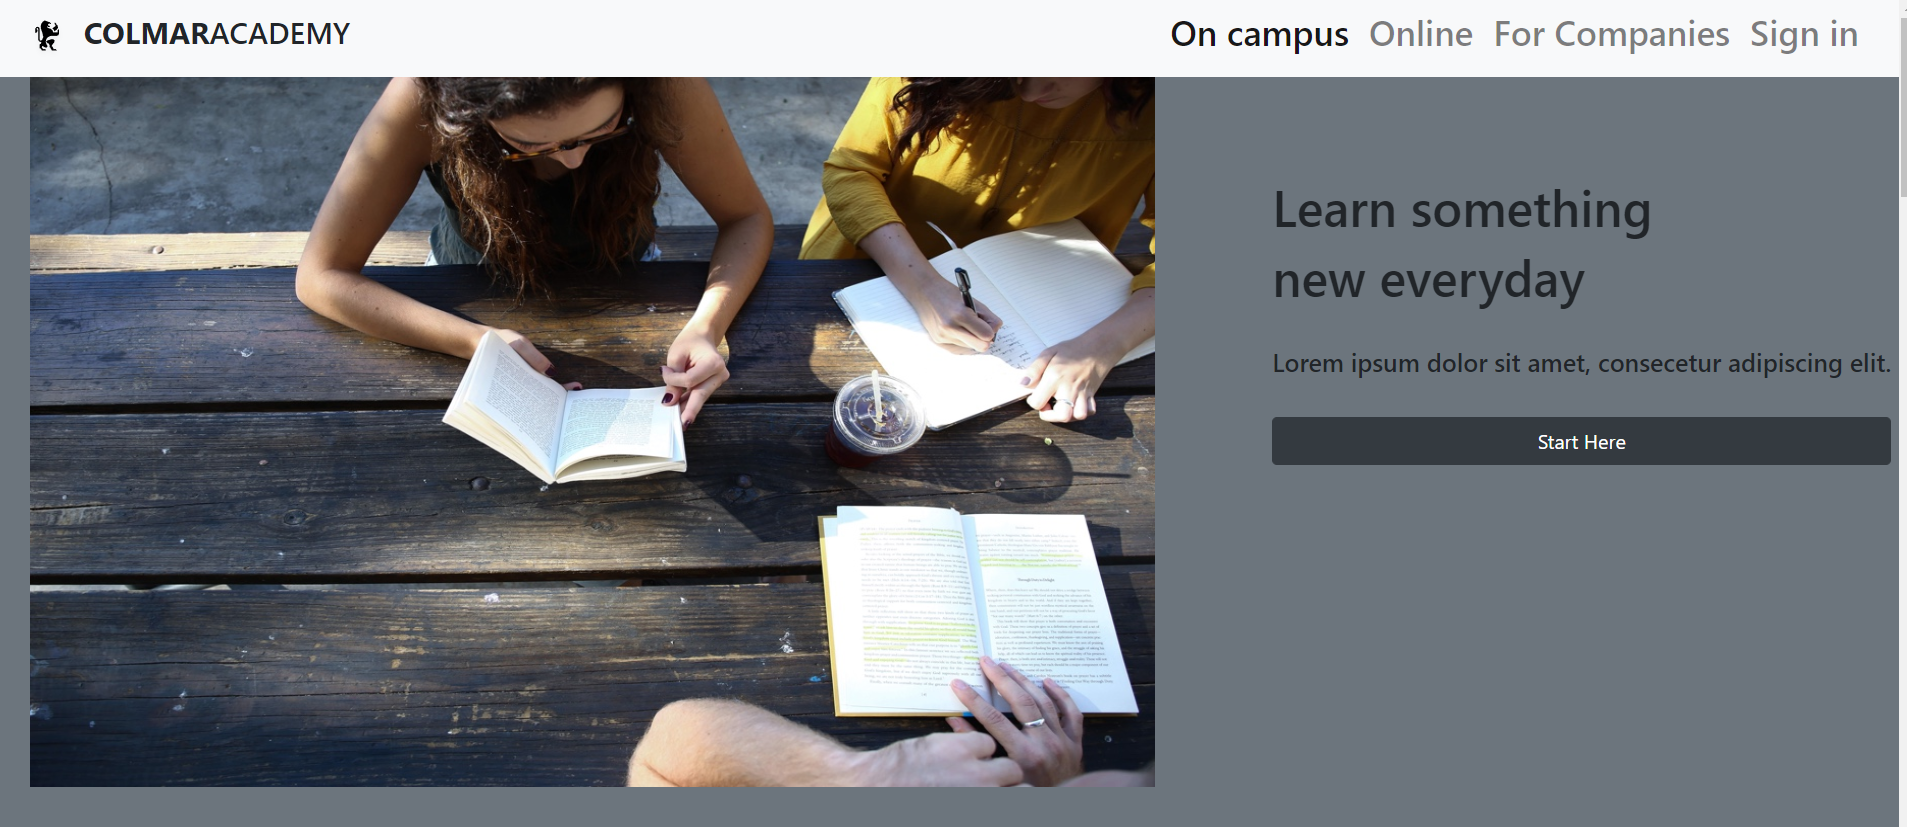 COLMARACADEMY
On campus Online For Companies Sign in
Learn something
new everyday
Lorem ipsum dolor sit amet, consecetur adipiscing elit.
Start Here